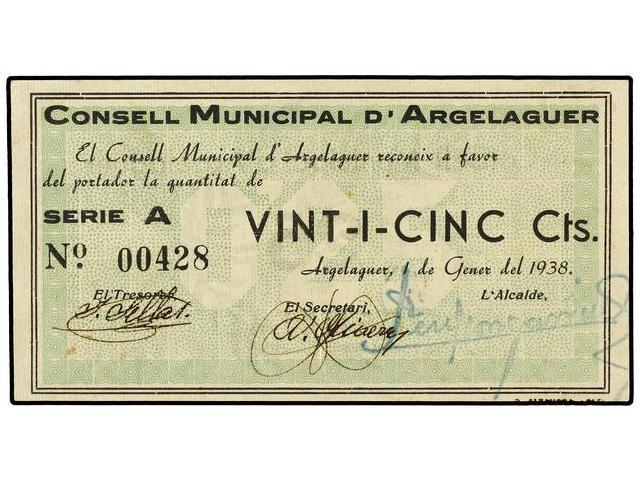 CONSELL MUNICIPAL D'ARGELAGUER
El Consell Municipal d'Argelaguer reconeix a favor
del portador la quantitat de
SERIE A VINT-I-CINC Cts.
Nº 00428
Argelaguer, 1 de Gener del 1938.
El Tresorer, El Secretari, L'Alcalde,